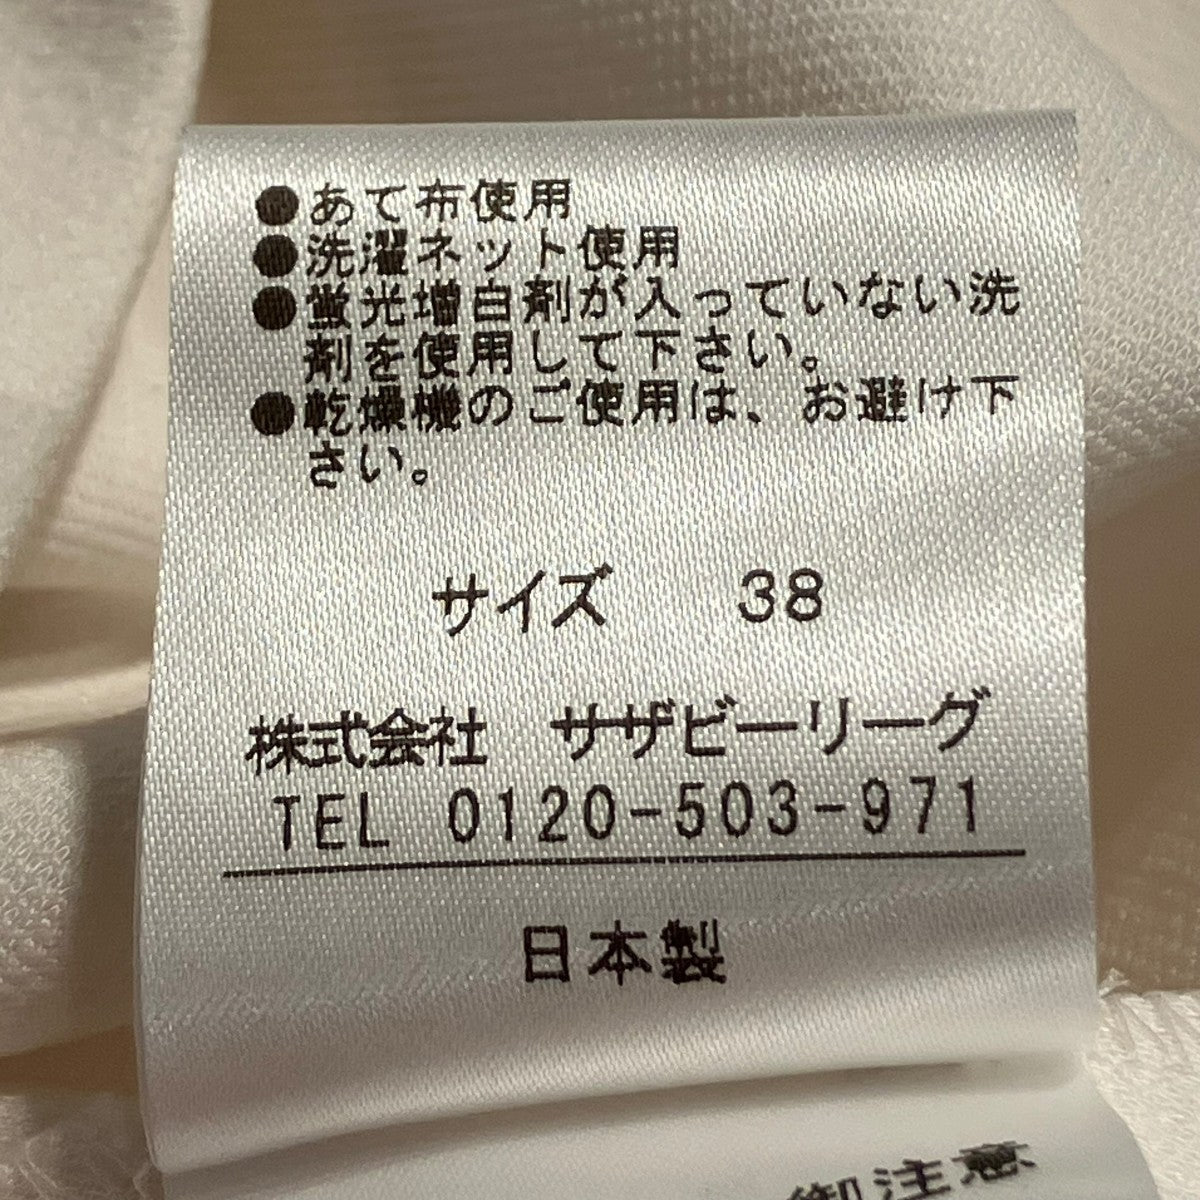 ●あて布使用
●洗濯ネット使用
●蛍光増白剤が入っていない洗
剤を使用して下さい。
●乾燥機のご使用は、お避け下
さい。
サイズ 38
株式会社 サザビーリーグ
TEL 0120-503-971
日本製
御注意